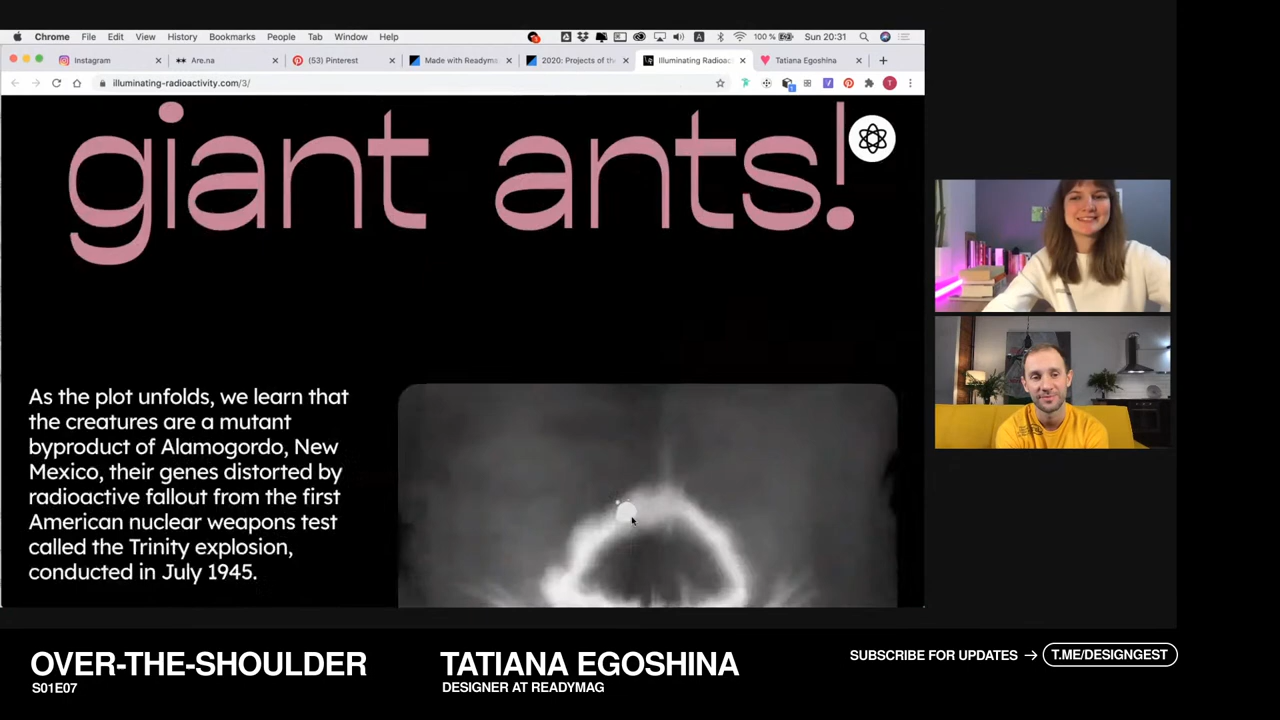 Chrome File Edit View History Bookmarks People Tab Window Help 100 % Sun 20:31
Instagram Are.na (53) Pinterest Made with Readyma 2020: Projects of th Illuminating Radioac Tatiana Egoshina
illuminating-radioactivity.com/3/
giant ants!
As the plot unfolds, we learn that
the creatures are a mutant
byproduct of Alamogordo, New
Mexico, their genes distorted by
radioactive fallout from the first
American nuclear weapons test
called the Trinity explosion,
conducted in July 1945.
OVER-THE-SHOULDER
S01E07
TATIANA EGOSHINA
DESIGNER AT READYMAG
SUBSCRIBE FOR UPDATES → T.ME/DESIGNGEST